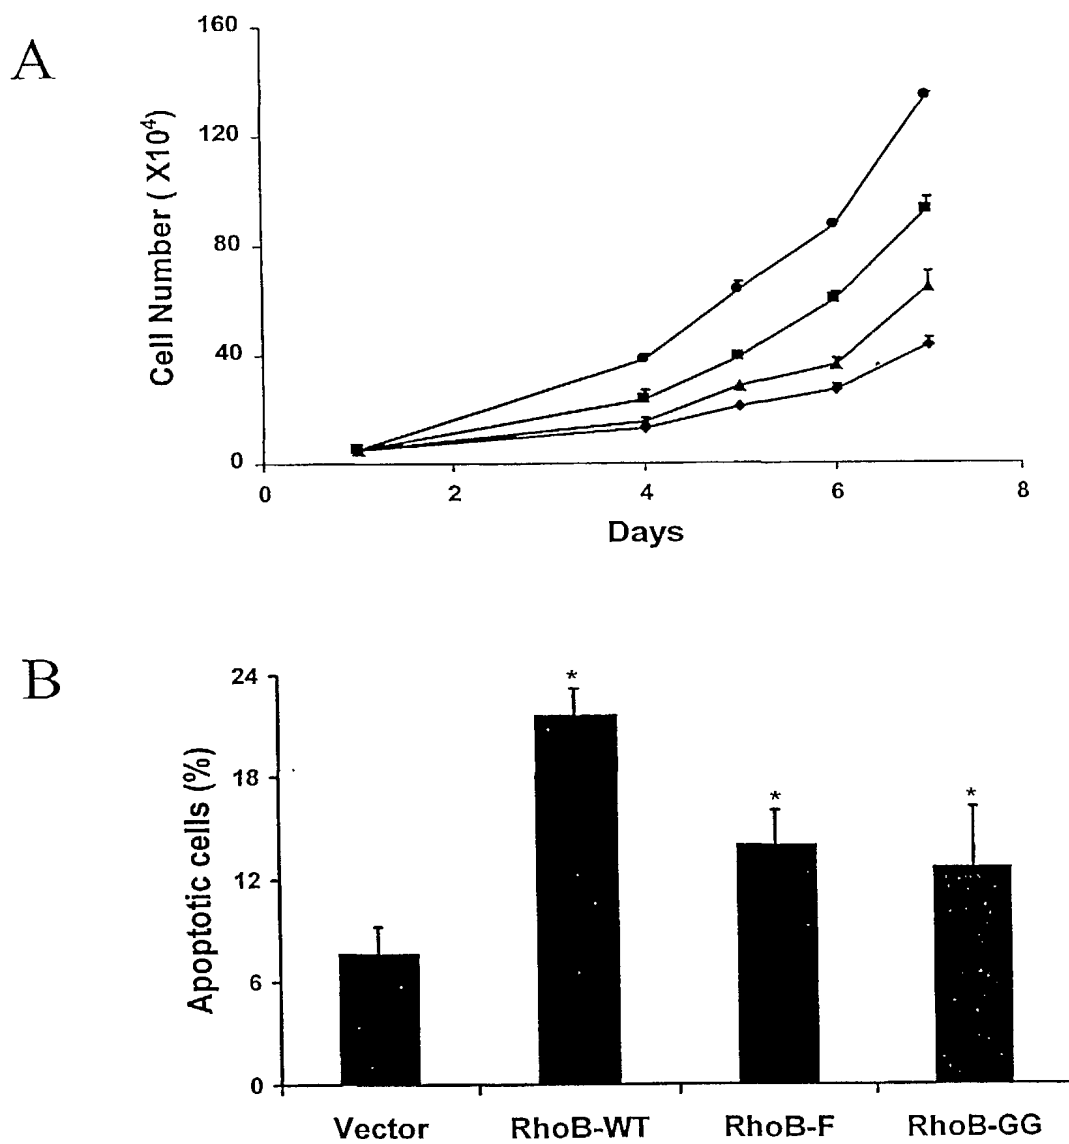 A
160
120
80
40
0
Cell Number ( X10⁴)
0 2 4 6 8
Days
B
24
18
12
6
0
Apoptotic cells (%)
* * *
Vector RhoB-WT RhoB-F RhoB-GG